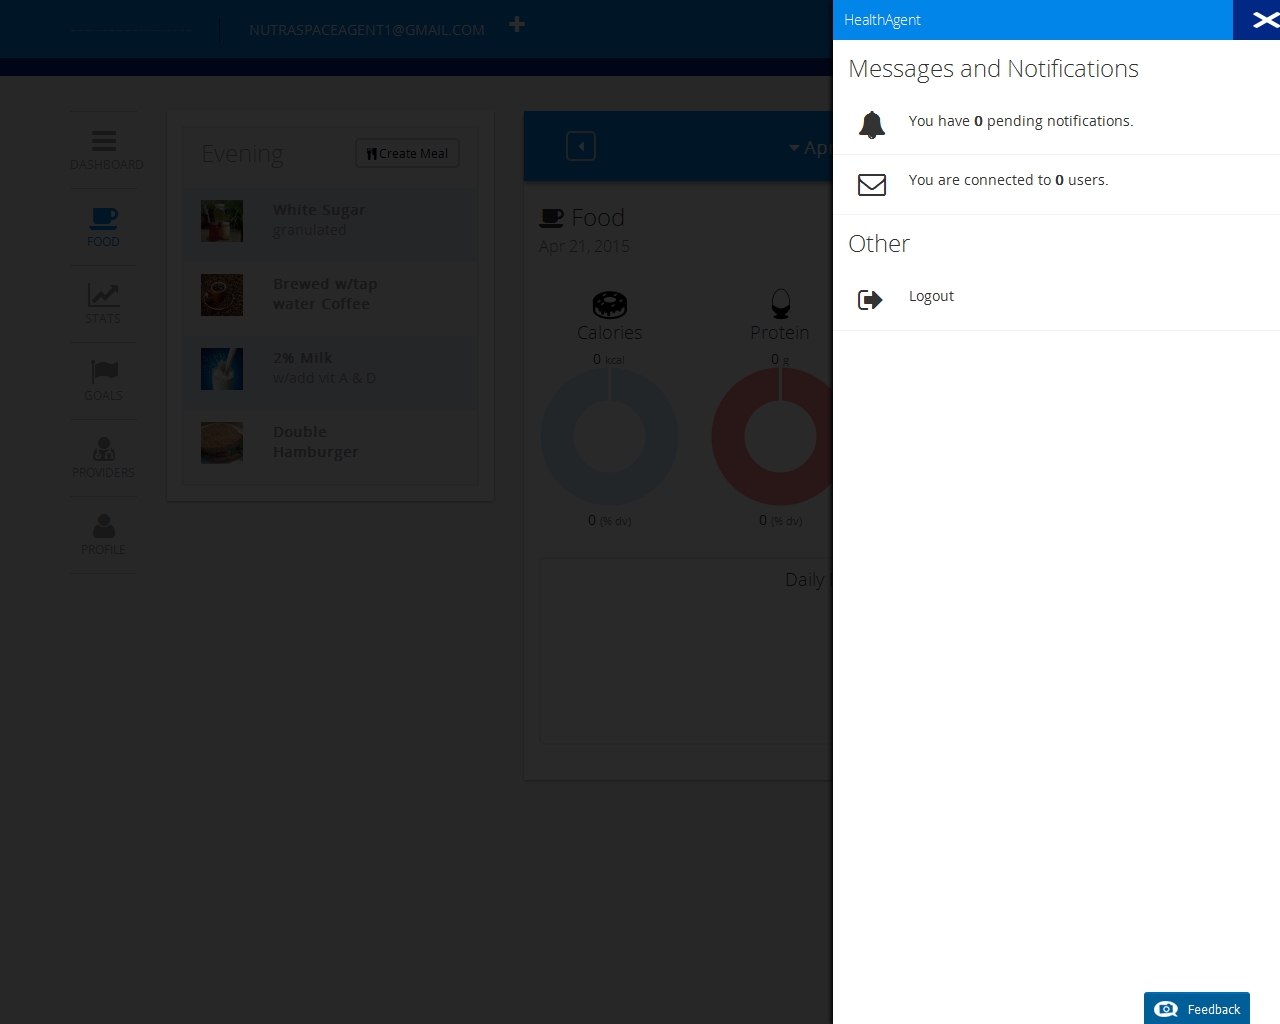 NUTRASPACEAGENT1@GMAIL.COM
HealthAgent
Messages and Notifications
You have 0 pending notifications.
You are connected to 0 users.
Other
Logout
DASHBOARD
FOOD
STATS
GOALS
PROVIDERS
PROFILE
Evening
Create Meal
White Sugar
granulated
Brewed w/tap
water Coffee
2% Milk
w/add vit A & D
Double
Hamburger
Food
Apr 21, 2015
Calories
0 kcal
0 (% dv)
Protein
0 g
0 (% dv)
Daily
Feedback